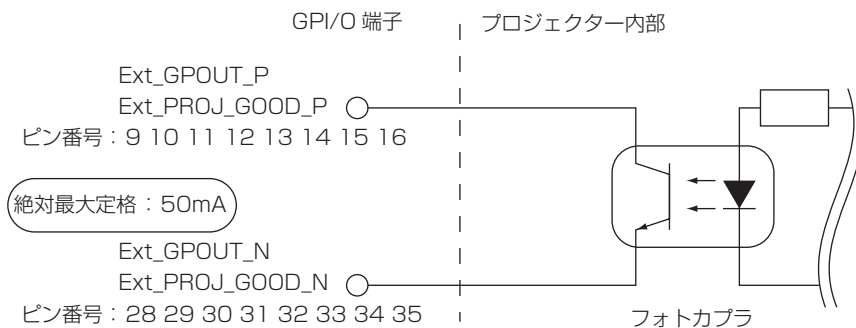 GPI/O 端子
プロジェクター内部
Ext_GPOUT_P
Ext_PROJ_GOOD_P
ピン番号：9 10 11 12 13 14 15 16
絶対最大定格：50mA
Ext_GPOUT_N
Ext_PROJ_GOOD_N
ピン番号：28 29 30 31 32 33 34 35
フォトカプラ